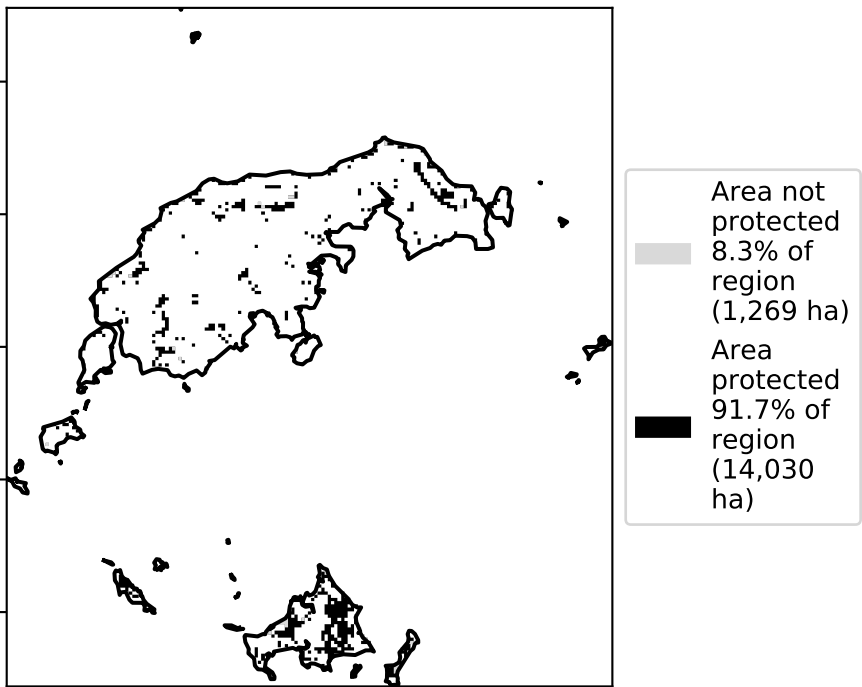 Area not
protected
8.3% of
region
(1,269 ha)
Area
protected
91.7% of
region
(14,030
ha)